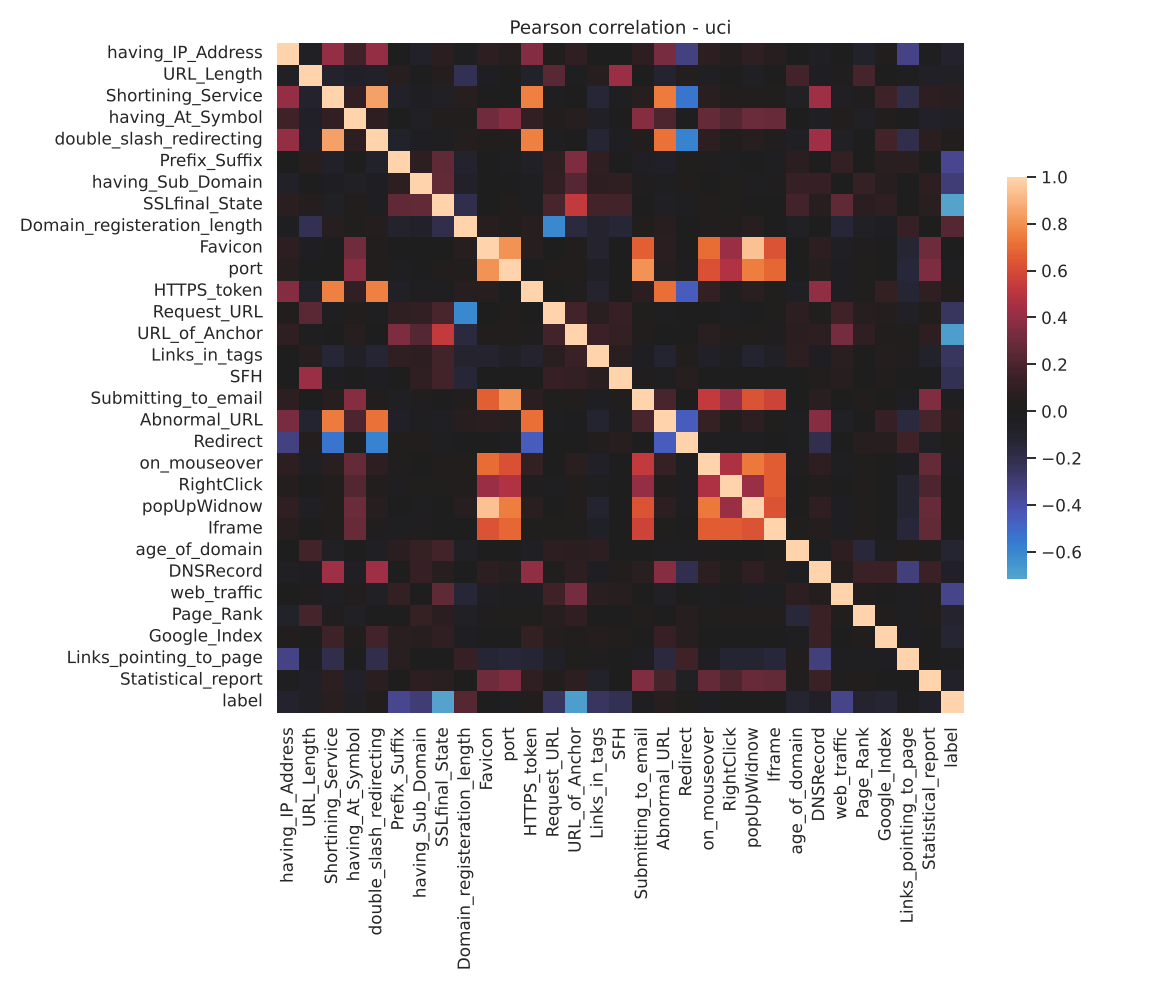 Pearson correlation - uci
having_IP_Address
URL_Length
Shortining_Service
having_At_Symbol
double_slash_redirecting
Prefix_Suffix
having_Sub_Domain
SSLfinal_State
Domain_registeration_length
Favicon
port
HTTPS_token
Request_URL
URL_of_Anchor
Links_in_tags
SFH
Submitting_to_email
Abnormal_URL
Redirect
on_mouseover
RightClick
popUpWidnow
Iframe
age_of_domain
DNSRecord
web_traffic
Page_Rank
Google_Index
Links_pointing_to_page
Statistical_report
label
1.0
0.8
0.6
0.4
0.2
0.0
−0.2
−0.4
−0.6
having_IP_Address
URL_Length
Shortining_Service
having_At_Symbol
double_slash_redirecting
Prefix_Suffix
having_Sub_Domain
SSLfinal_State
Domain_registeration_length
Favicon
port
HTTPS_token
Request_URL
URL_of_Anchor
Links_in_tags
SFH
Submitting_to_email
Abnormal_URL
Redirect
on_mouseover
RightClick
popUpWidnow
Iframe
age_of_domain
DNSRecord
web_traffic
Page_Rank
Google_Index
Links_pointing_to_page
Statistical_report
label